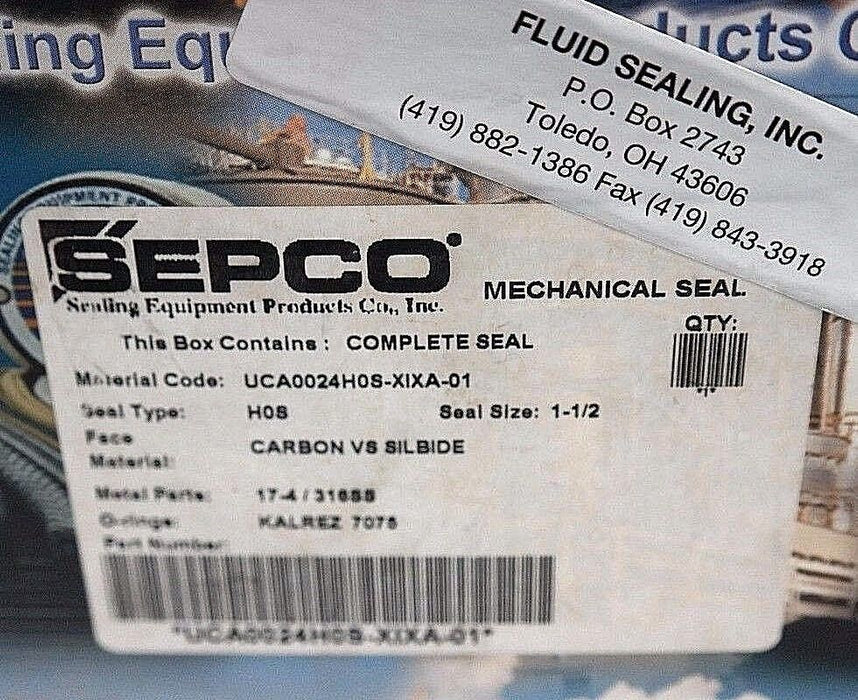 ing Equ
ucts C
FLUID SEALING, INC.
P.O. Box 2743
Toledo, OH 43606
(419) 882-1386 Fax (419) 843-3918
SEPCO
Sealing Equipment Products Co., Inc.
MECHANICAL SEAL
QTY:
*1*
This Box Contains: COMPLETE SEAL
Material Code: UCA0024H0S-XIXA-01
Seal Type: H0S Seal Size: 1-1/2
Face
Material: CARBON VS SILBIDE
Metal Parts: 17-4 / 316SS
O-rings: KALREZ 7075
Part Number:
*UCA0024H0S-XIXA-01*